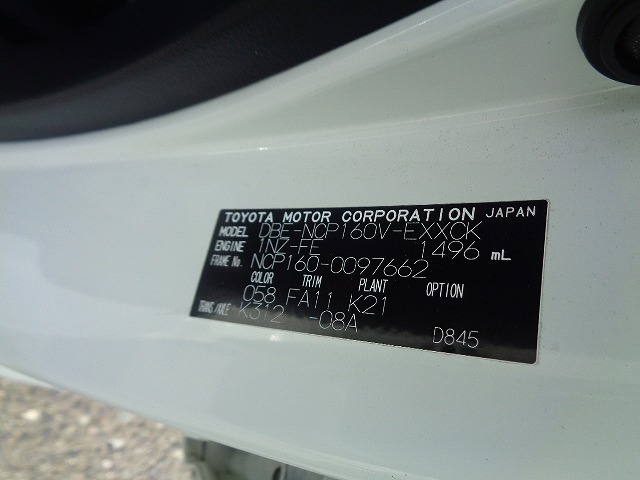 TOYOTA MOTOR CORPORATION JAPAN
MODEL DBE-NCP160V-EXXCK
ENGINE 1NZ-FE 1496 mL
FRAME No. NCP160-0097662
COLOR TRIM PLANT OPTION
058 FA11 K21
TRANS./AXLE K312 -08A
D845